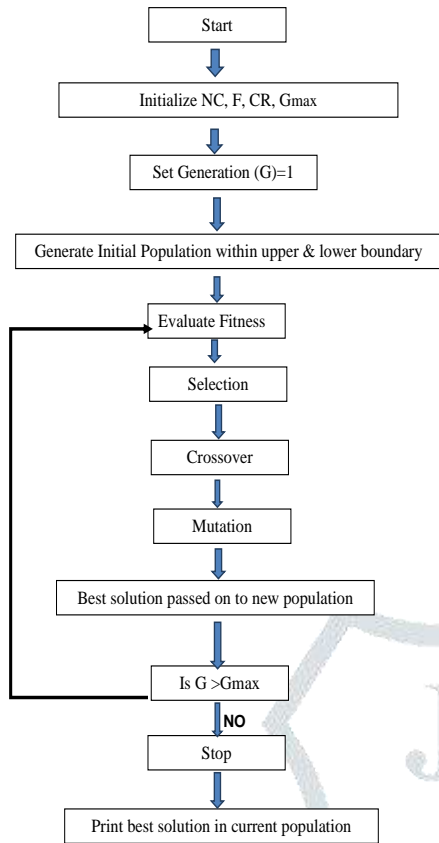 Start
Initialize NC, F, CR, Gmax
Set Generation (G)=1
Generate Initial Population within upper & lower boundary
Evaluate Fitness
Selection
Crossover
Mutation
Best solution passed on to new population
Is G >Gmax
NO
Stop
Print best solution in current population
J